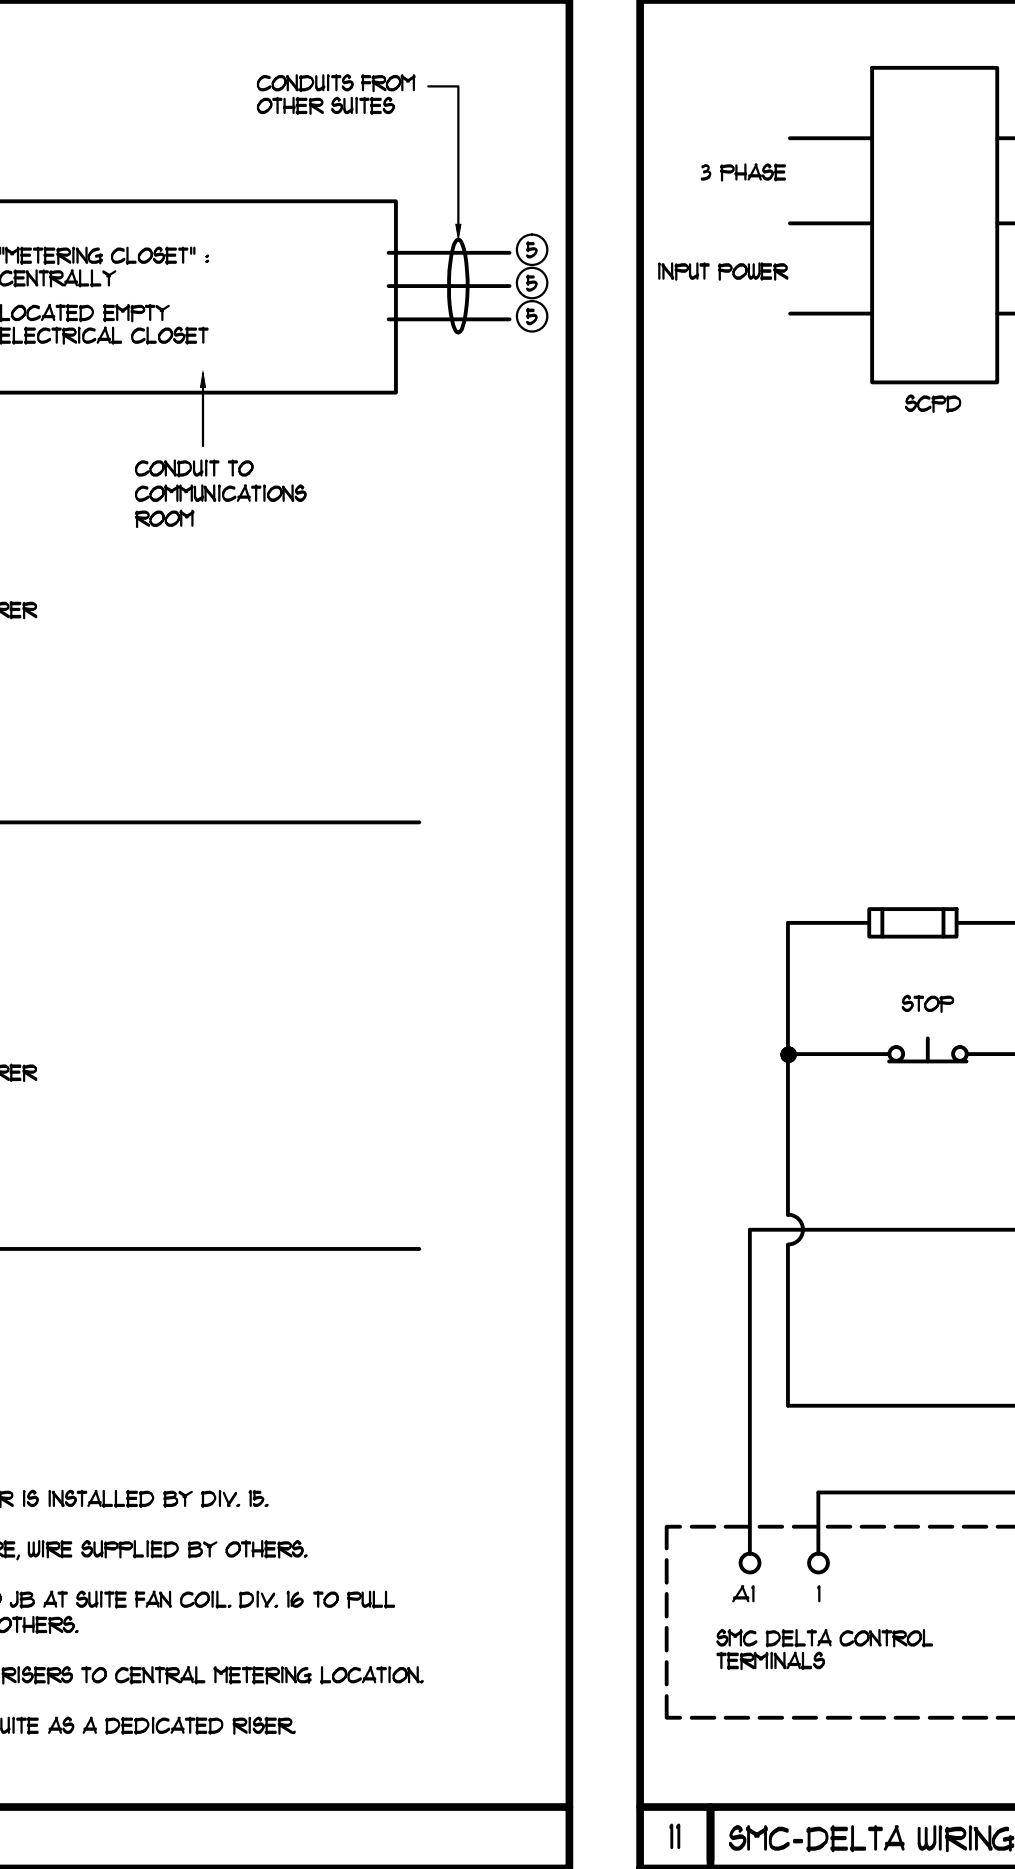 CONDUITS FROM
OTHER SUITES
"METERING CLOSET" :
CENTRALLY
LOCATED EMPTY
ELECTRICAL CLOSET
5
5
5
CONDUIT TO
COMMUNICATIONS
ROOM
RER
RER
R IS INSTALLED BY DIV. 15.
RE, WIRE SUPPLIED BY OTHERS.
JB AT SUITE FAN COIL. DIV. 16 TO PULL
OTHERS.
RISERS TO CENTRAL METERING LOCATION.
UITE AS A DEDICATED RISER.
3 PHASE
INPUT POWER
SCPD
STOP
A1
1
SMC DELTA CONTROL
TERMINALS
11
SMC-DELTA WIRING